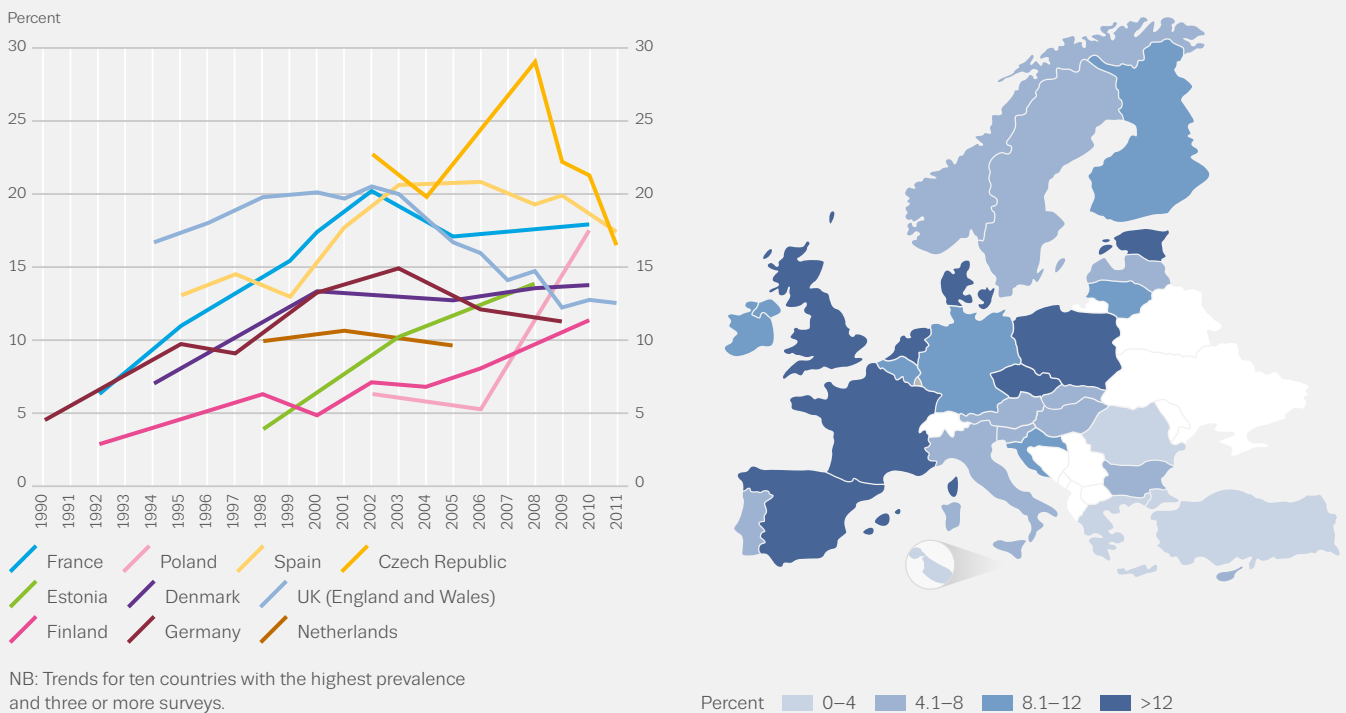 Percent
30 30
25 25
20 20
15 15
10 10
5 5
0 0
1990 1991 1992 1993 1994 1995 1996 1997 1998 1999 2000 2001 2002 2003 2004 2005 2006 2007 2008 2009 2010 2011
France Poland Spain Czech Republic
Estonia Denmark UK (England and Wales)
Finland Germany Netherlands
NB: Trends for ten countries with the highest prevalence
and three or more surveys.
Percent 0–4 4.1–8 8.1–12 >12